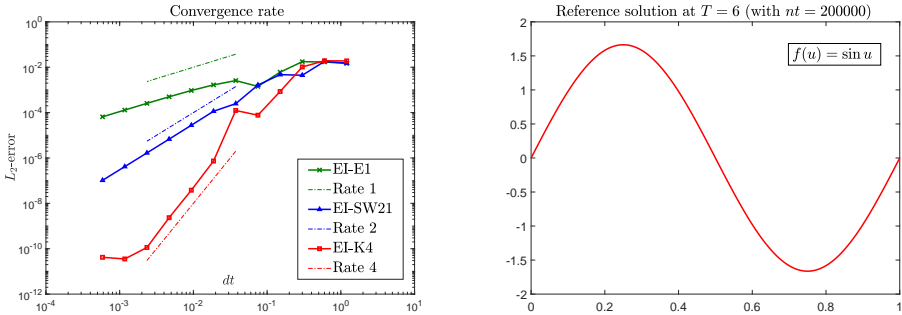 Convergence rate
10^0
10^-2
10^-4
10^-6
10^-8
10^-10
10^-12
L_2-error
EI-E1
Rate 1
EI-SW21
Rate 2
EI-K4
Rate 4
dt
10^-4
10^-3
10^-2
10^-1
10^0
10^1
Reference solution at T = 6 (with nt = 200000)
f(u) = sin u
2
1.5
1
0.5
0
-0.5
-1
-1.5
-2
0
0.2
0.4
0.6
0.8
1